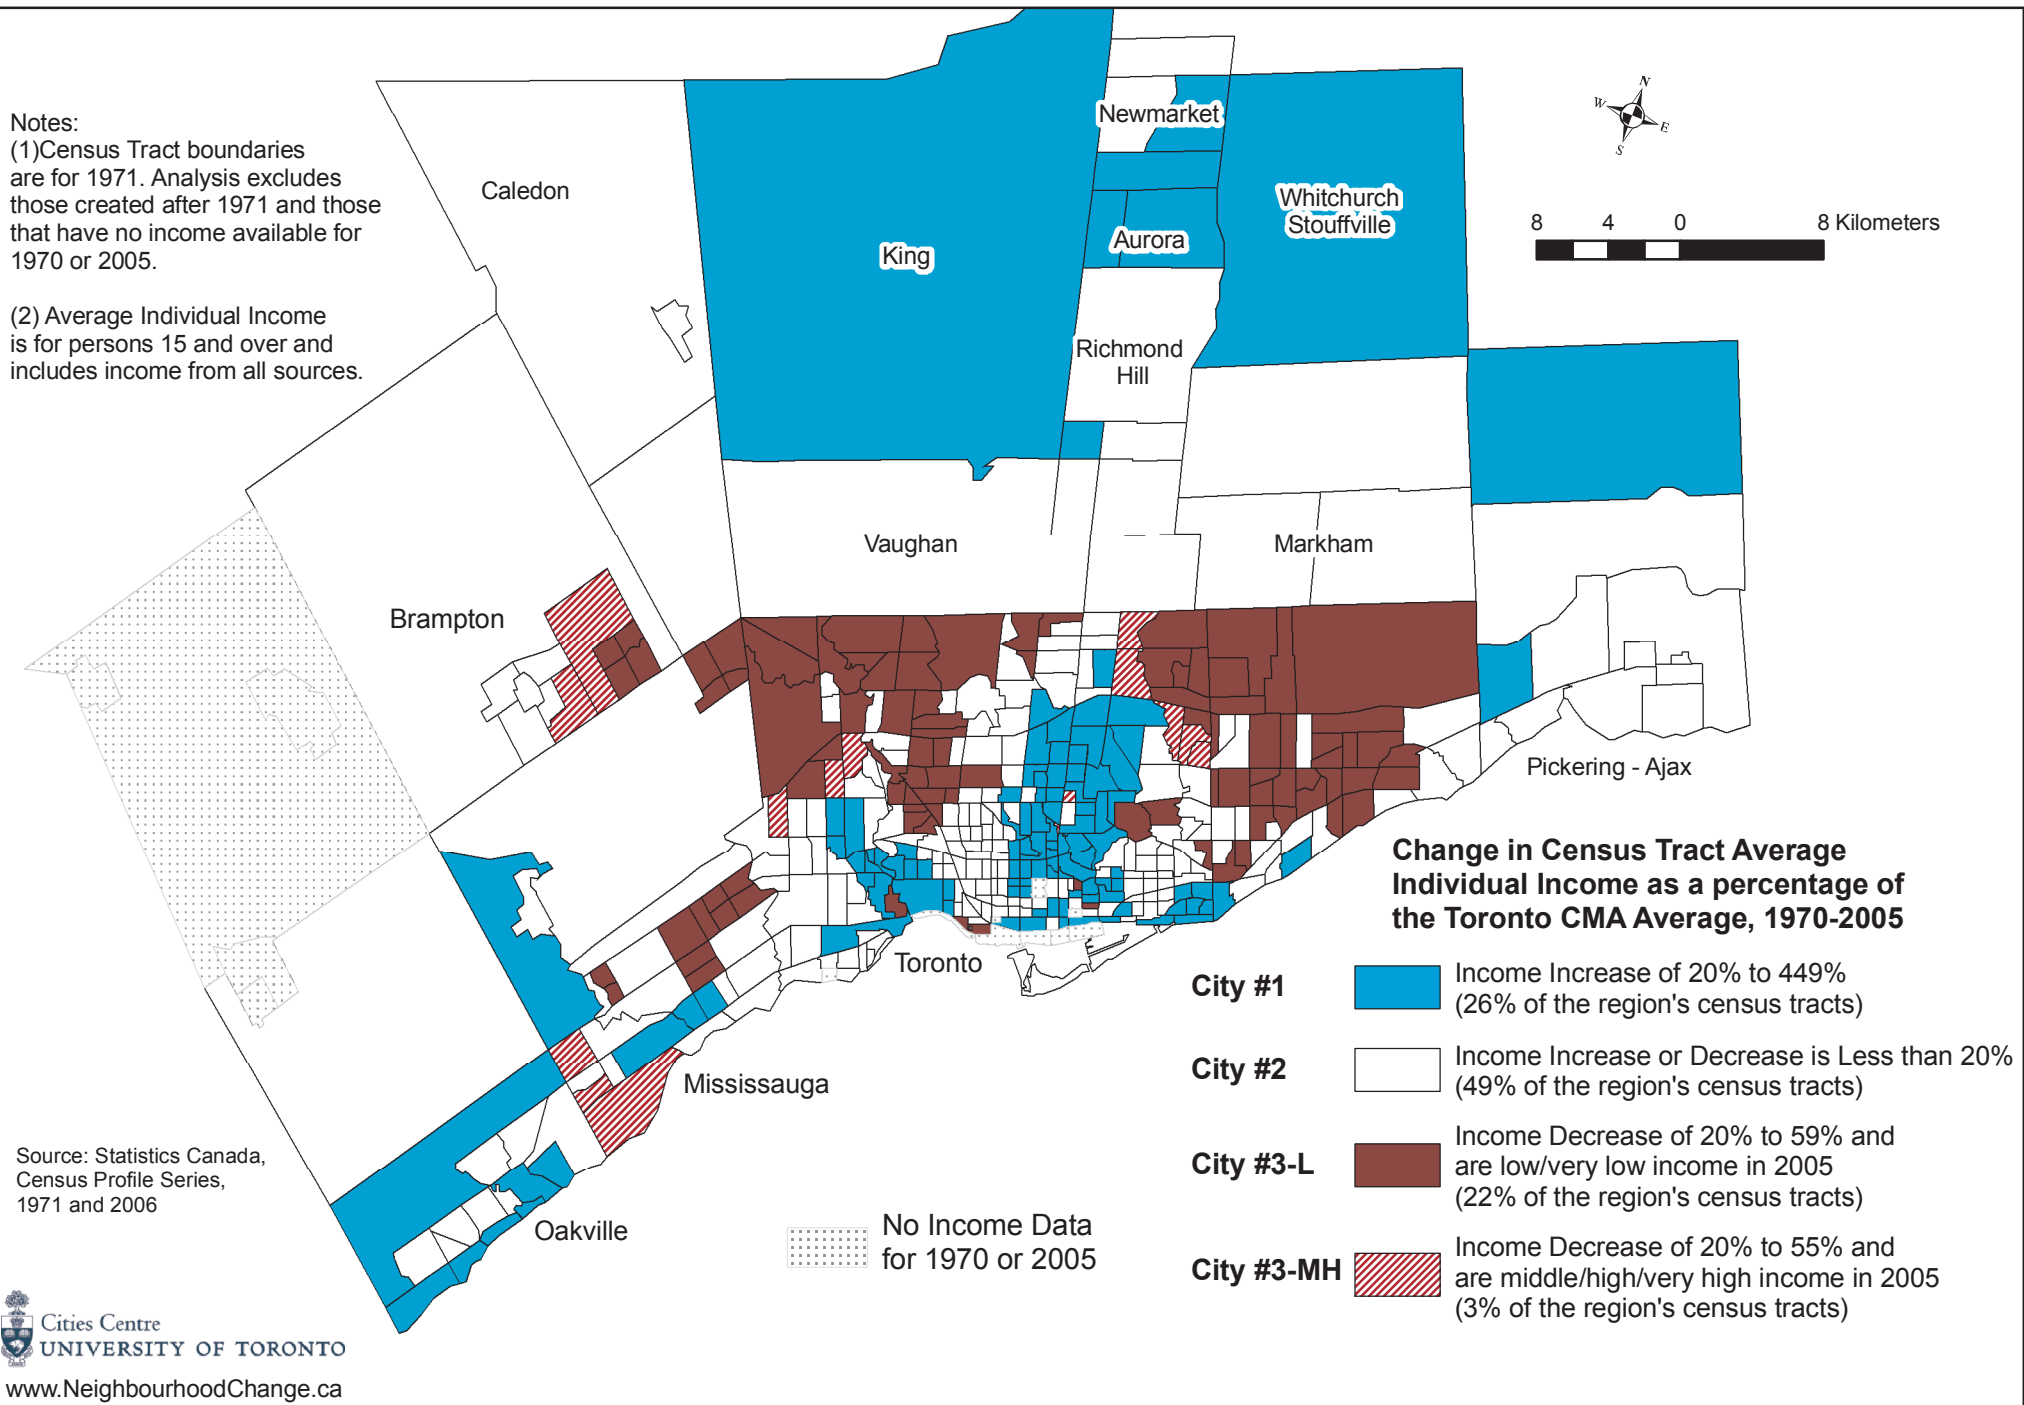 Notes:
(1)Census Tract boundaries
are for 1971. Analysis excludes
those created after 1971 and those
that have no income available for
1970 or 2005.
(2) Average Individual Income
is for persons 15 and over and
includes income from all sources.
Caledon
King
Newmarket
Aurora
Whitchurch
Stouffville
Richmond
Hill
N
W
E
S
8 4 0 8 Kilometers
Vaughan
Markham
Brampton
Pickering - Ajax
Toronto
Mississauga
Oakville
Change in Census Tract Average
Individual Income as a percentage of
the Toronto CMA Average, 1970-2005
City #1
Income Increase of 20% to 449%
(26% of the region's census tracts)
City #2
Income Increase or Decrease is Less than 20%
(49% of the region's census tracts)
City #3-L
Income Decrease of 20% to 59% and
are low/very low income in 2005
(22% of the region's census tracts)
City #3-MH
Income Decrease of 20% to 55% and
are middle/high/very high income in 2005
(3% of the region's census tracts)
No Income Data
for 1970 or 2005
Source: Statistics Canada,
Census Profile Series,
1971 and 2006
Cities Centre
UNIVERSITY OF TORONTO
www.NeighbourhoodChange.ca